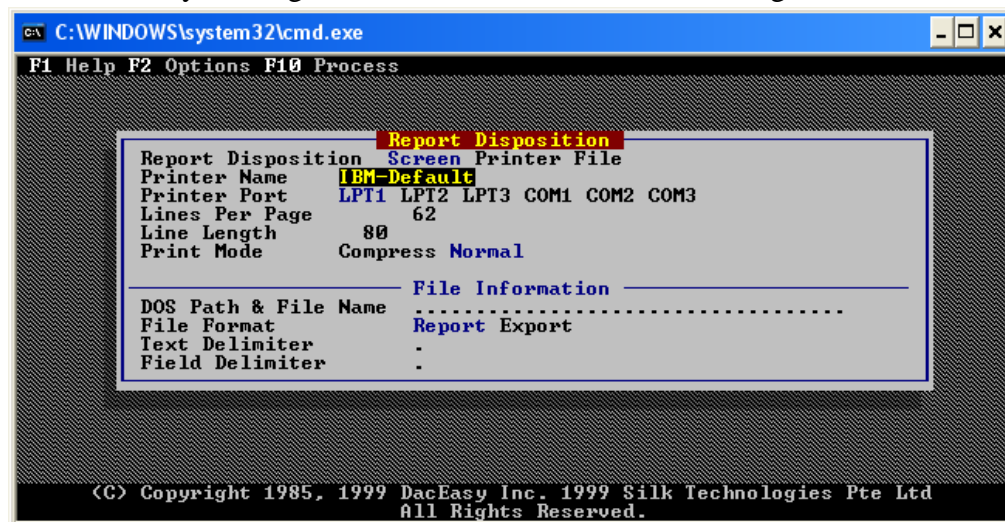 C:\WINDOWS\system32\cmd.exe
F1 Help F2 Options F10 Process
Report Disposition
Report Disposition Screen Printer File
Printer Name IBM-Default
Printer Port LPT1 LPT2 LPT3 COM1 COM2 COM3
Lines Per Page 62
Line Length 80
Print Mode Compress Normal
File Information
DOS Path & File Name ...................................
File Format Report Export
Text Delimiter .
Field Delimiter .
(C) Copyright 1985, 1999 DacEasy Inc. 1999 Silk Technologies Pte Ltd
All Rights Reserved.